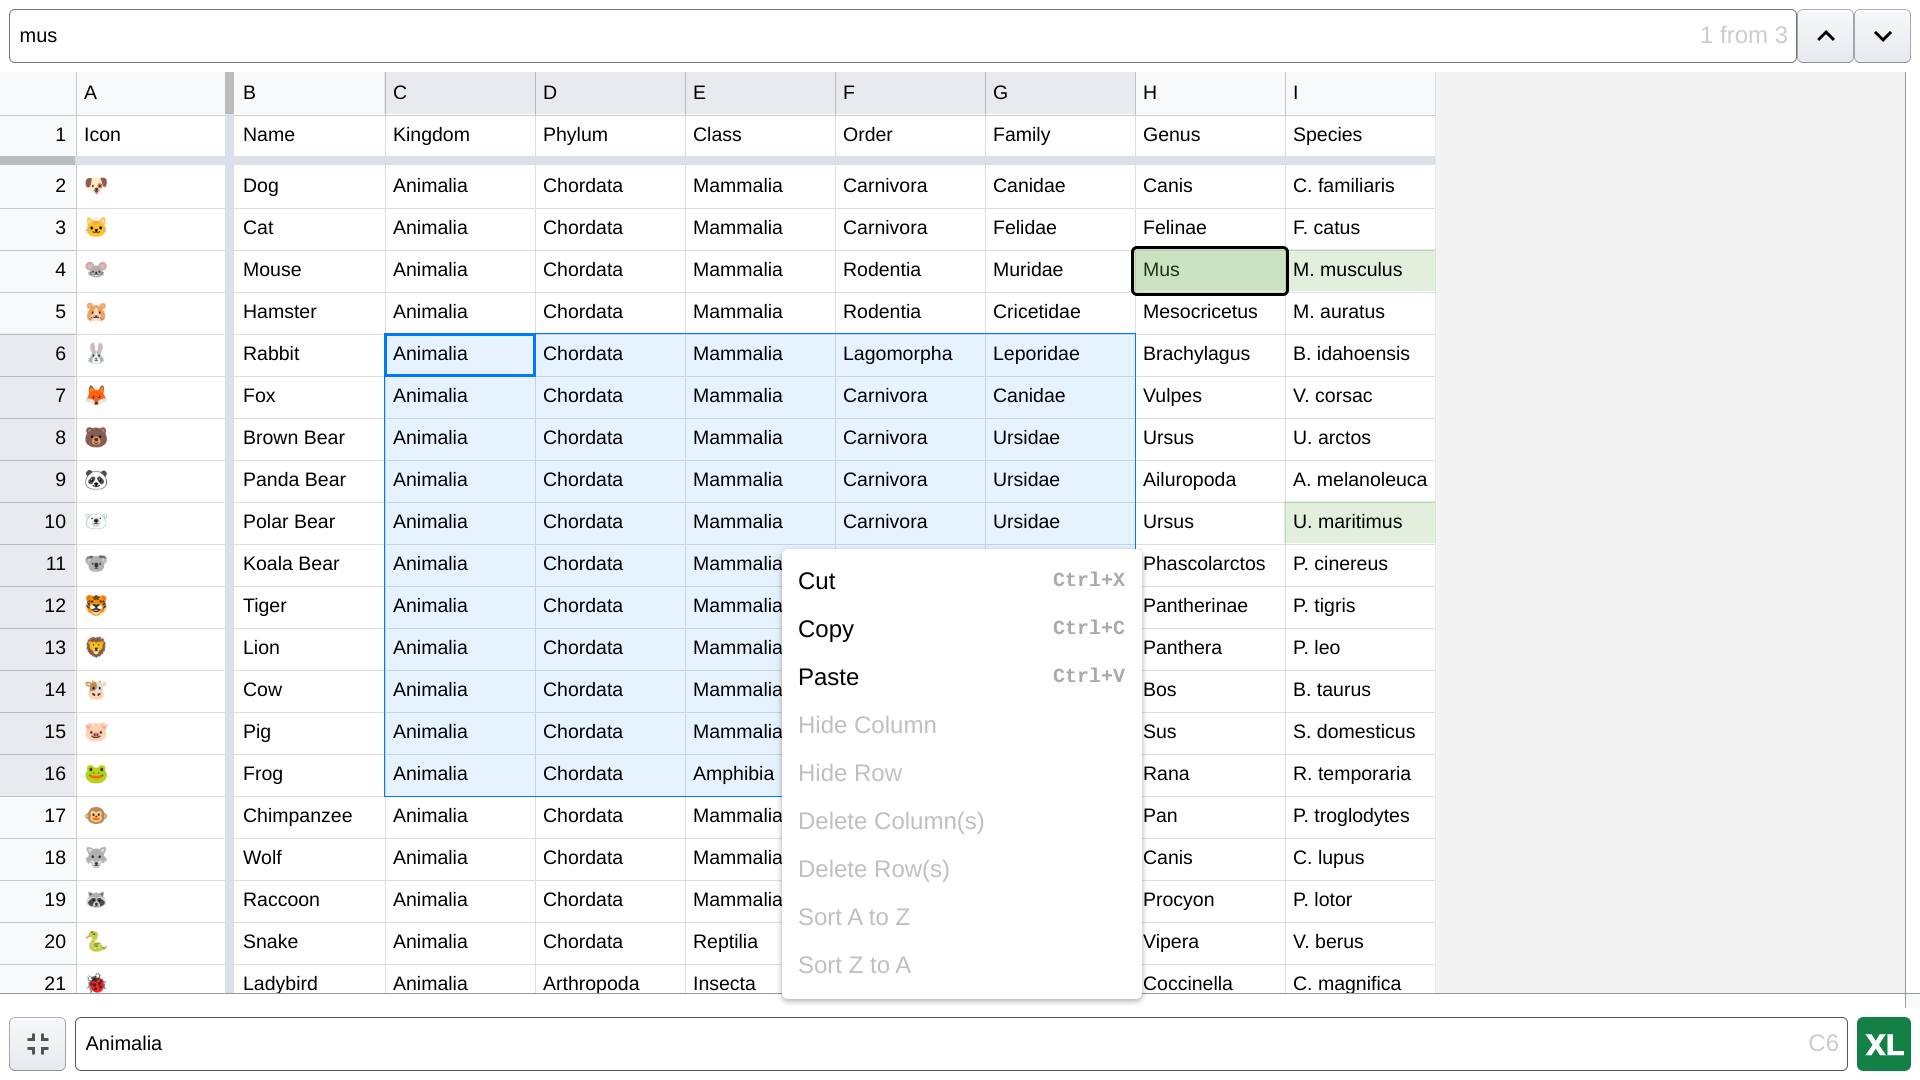 mus 1 from 3
A B C D E F G H I
1 Icon Name Kingdom Phylum Class Order Family Genus Species
2 Dog Animalia Chordata Mammalia Carnivora Canidae Canis C. familiaris
3 Cat Animalia Chordata Mammalia Carnivora Felidae Felinae F. catus
4 Mouse Animalia Chordata Mammalia Rodentia Muridae Mus M. musculus
5 Hamster Animalia Chordata Mammalia Rodentia Cricetidae Mesocricetus M. auratus
6 Rabbit Animalia Chordata Mammalia Lagomorpha Leporidae Brachylagus B. idahoensis
7 Fox Animalia Chordata Mammalia Carnivora Canidae Vulpes V. corsac
8 Brown Bear Animalia Chordata Mammalia Carnivora Ursidae Ursus U. arctos
9 Panda Bear Animalia Chordata Mammalia Carnivora Ursidae Ailuropoda A. melanoleuca
10 Polar Bear Animalia Chordata Mammalia Carnivora Ursidae Ursus U. maritimus
11 Koala Bear Animalia Chordata Mammalia Phascolarctos P. cinereus
12 Tiger Animalia Chordata Mammalia Pantherinae P. tigris
13 Lion Animalia Chordata Mammalia Panthera P. leo
14 Cow Animalia Chordata Mammalia Bos B. taurus
15 Pig Animalia Chordata Mammalia Sus S. domesticus
16 Frog Animalia Chordata Amphibia Rana R. temporaria
17 Chimpanzee Animalia Chordata Mammalia Pan P. troglodytes
18 Wolf Animalia Chordata Mammalia Canis C. lupus
19 Raccoon Animalia Chordata Mammalia Procyon P. lotor
20 Snake Animalia Chordata Reptilia Vipera V. berus
21 Ladybird Animalia Arthropoda Insecta Coccinella C. magnifica
Cut Ctrl+X
Copy Ctrl+C
Paste Ctrl+V
Hide Column
Hide Row
Delete Column(s)
Delete Row(s)
Sort A to Z
Sort Z to A
Animalia C6 XL